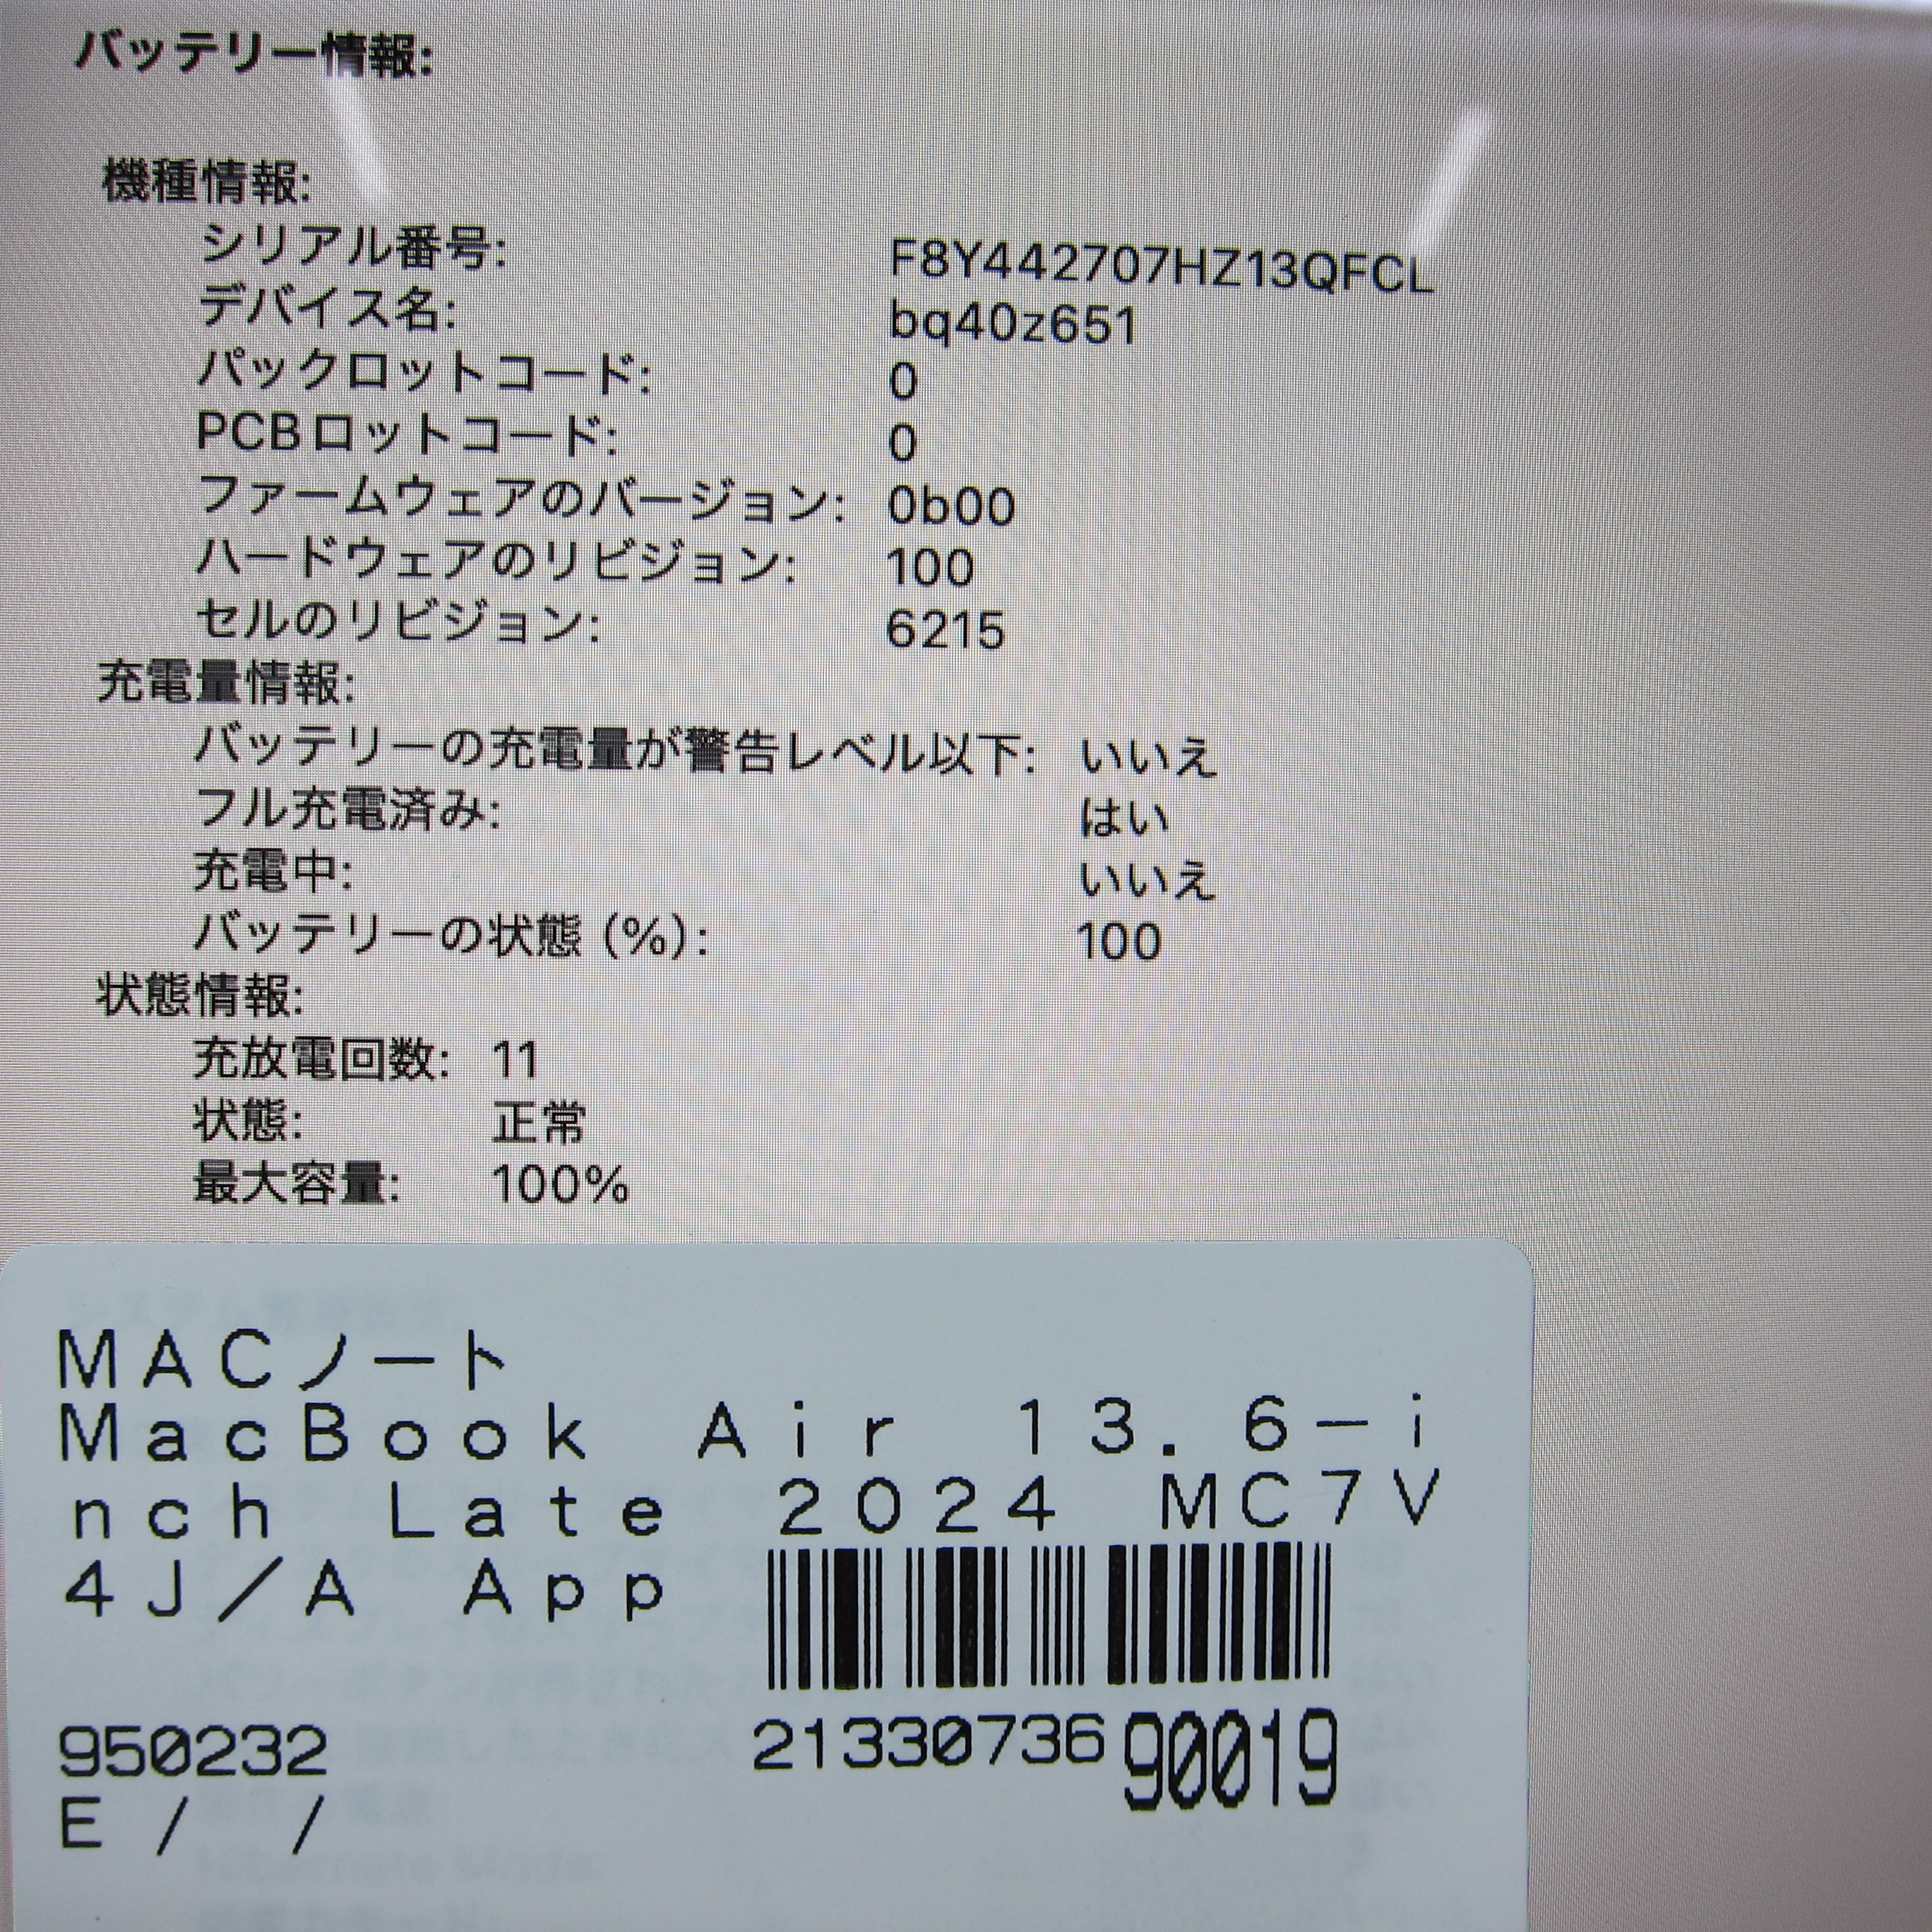 バッテリー情報:
機種情報:
シリアル番号: F8Y442707HZ13QFCL
デバイス名: bq40z651
パックロットコード: 0
PCBロットコード: 0
ファームウェアのバージョン: 0b00
ハードウェアのリビジョン: 100
セルのリビジョン: 6215
充電量情報:
バッテリーの充電量が警告レベル以下: いいえ
フル充電済み: はい
充電中: いいえ
バッテリーの状態 (%): 100
状態情報:
充放電回数: 11
状態: 正常
最大容量: 100%
MACノート
MacBook Air 13.6-i
nch Late 2024 MC7V
4J/A App
950232
21330736 90019
E / /